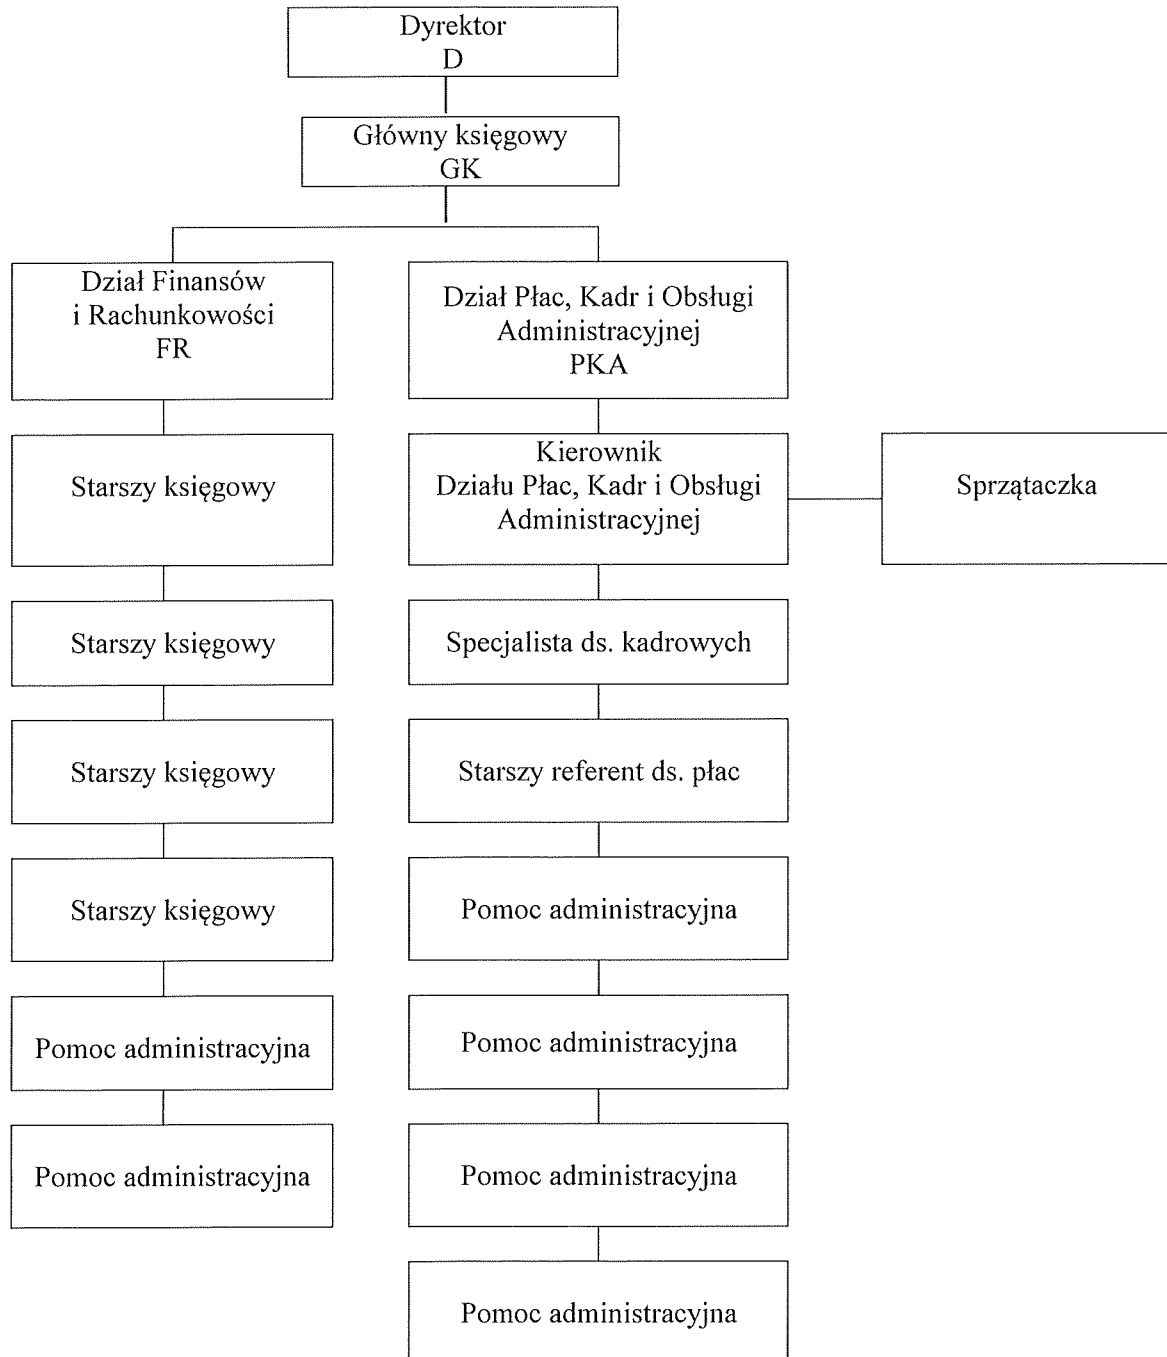 Dyrektor
D
Główny księgowy
GK
Dział Finansów
i Rachunkowości
FR
Dział Płac, Kadr i Obsługi
Administracyjnej
PKA
Starszy księgowy
Kierownik
Działu Płac, Kadr i Obsługi
Administracyjnej
Sprzątaczka
Starszy księgowy
Specjalista ds. kadrowych
Starszy księgowy
Starszy referent ds. płac
Starszy księgowy
Pomoc administracyjna
Pomoc administracyjna
Pomoc administracyjna
Pomoc administracyjna
Pomoc administracyjna
Pomoc administracyjna